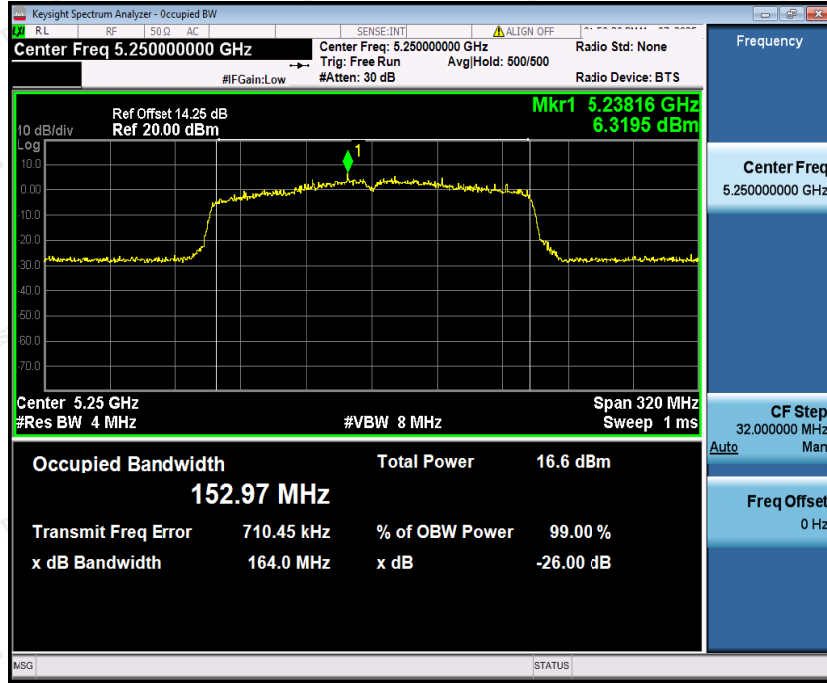 Keysight Spectrum Analyzer - Occupied BW
LXI RL RF 50 Ω AC SENSE:INT ALIGN OFF
Center Freq 5.250000000 GHz
Center Freq: 5.250000000 GHz
Radio Std: None
Trig: Free Run Avg|Hold: 500/500
#IFGain:Low #Atten: 30 dB Radio Device: BTS
Mkr1 5.23816 GHz
6.3195 dBm
Ref Offset 14.25 dB
10 dB/div Ref 20.00 dBm
Log
10.0
0.00
-10.0
-20.0
-30.0
-40.0
-50.0
-60.0
-70.0
1
Center 5.25 GHz Span 320 MHz
#Res BW 4 MHz #VBW 8 MHz Sweep 1 ms
Occupied Bandwidth Total Power 16.6 dBm
152.97 MHz
Transmit Freq Error 710.45 kHz % of OBW Power 99.00 %
x dB Bandwidth 164.0 MHz x dB -26.00 dB
MSG STATUS
Frequency
Center Freq
5.250000000 GHz
CF Step
32.000000 MHz
Auto Man
Freq Offset
0 Hz